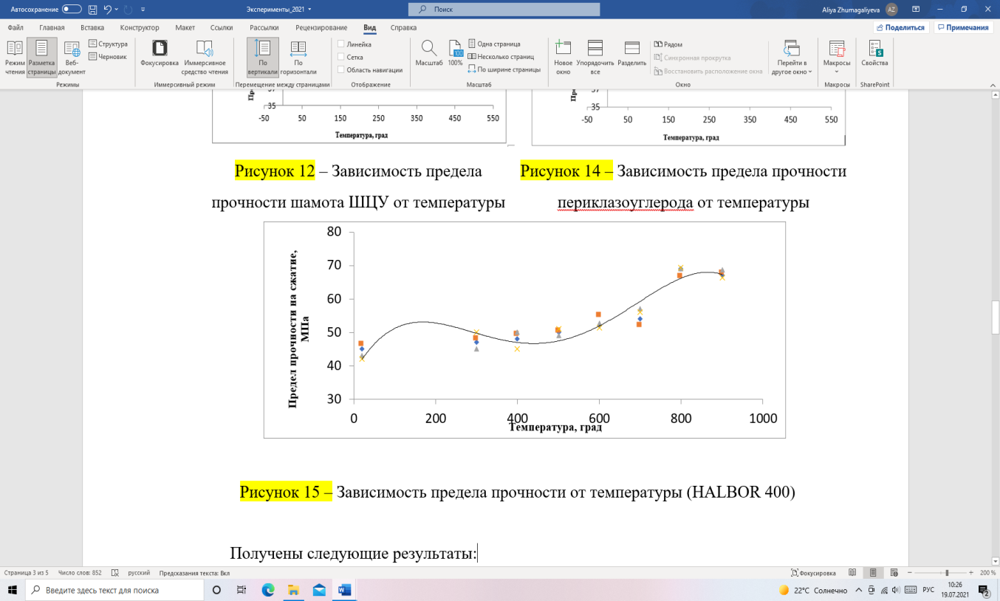 Автосохранение
Эксперименты_2021
Поиск
Aliya Zhumagaliyeva
AZ
Файл Главная Вставка Конструктор Макет Ссылки Рассылки Рецензирование Вид Справка
Поделиться
Примечания
Режим чтения
Разметка страницы
Веб-документ
Структура
Черновик
Режимы
Фокусировка
Иммерсивное средство чтения
Иммерсивный режим
По вертикали
По горизонтали
Перемещение между страницами
Линейка
Сетка
Область навигации
Отображение
Масштаб
100%
Одна страница
Несколько страниц
По ширине страницы
Масштаб
Новое окно
Упорядочить все
Разделить
Рядом
Синхронная прокрутка
Восстановить расположение окна
Перейти в другое окно
Окно
Макросы
Макросы
Свойства
SharePoint
35
-50 50 150 250 350 450 550
Температура, град
35
-50 50 150 250 350 450 550
Температура, град
Рисунок 12 – Зависимость предела
прочности шамота ШЦУ от температуры
Рисунок 14 – Зависимость предела прочности
периклазоуглерода от температуры
Предел прочности на сжатие,
МПа
80
70
60
50
40
30
0 200 400 600 800 1000
Температура, град
Рисунок 15 – Зависимость предела прочности от температуры (HALBOR 400)
Получены следующие результаты:
Страница 3 из 5 Число слов: 852 русский Предсказания текста: Вкл
Фокусировка
200 %
Введите здесь текст для поиска
22°C Солнечно
РУС
10:26
19.07.2021
2